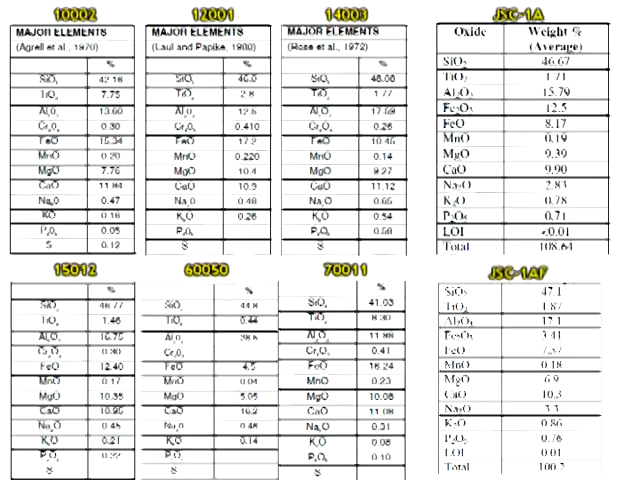 10002
MAJOR ELEMENTS
(Agrell et al., 1970)
%
SiO₂ 42.16
TiO₂ 7.75
Al₂O₃ 13.60
Cr₂O₃ 0.30
FeO 15.34
MnO 0.20
MgO 7.76
CaO 11.94
Na₂O 0.47
KO 0.16
P₂O₅ 0.05
S 0.12
12001
MAJOR ELEMENTS
(Laul and Papike, 1980)
%
SiO₂ 46.0
TiO₂ 2.8
Al₂O₃ 12.5
Cr₂O₃ 0.410
FeO 17.2
MnO 0.220
MgO 10.4
CaO 10.9
Na₂O 0.48
K₂O 0.26
P₂O₅
S
14003
MAJOR ELEMENTS
(Rose et al., 1972)
%
SiO₂ 48.08
TiO₂ 1.77
Al₂O₃ 17.59
Cr₂O₃ 0.26
FeO 10.45
MnO 0.14
MgO 9.27
CaO 11.12
Na₂O 0.65
K₂O 0.54
P₂O₅ 0.58
S
JSC-1A
Oxide Weight %
(Average)
SiO₂ 46.67
TiO₂ 1.71
Al₂O₃ 15.79
Fe₂O₃ 12.5
FeO 8.17
MnO 0.19
MgO 9.39
CaO 9.90
Na₂O 2.83
K₂O 0.78
P₂O₅ 0.71
LOI <0.01
Total 108.64
15012
%
SiO₂ 46.77
TiO₂ 1.46
Al₂O₃ 16.75
Cr₂O₃ 0.30
FeO 12.40
MnO 0.17
MgO 10.35
CaO 10.95
Na₂O 0.45
K₂O 0.21
P₂O₅ 0.22
S
60050
%
SiO₂ 44.8
TiO₂ 0.44
Al₂O₃
Cr₂O₃
FeO 4.5
MnO 0.04
MgO 5.05
CaO 16.2
Na₂O 0.46
K₂O 0.14
P₂O₅
S
70011
%
SiO₂ 41.03
TiO₂ 8.30
Al₂O₃ 11.88
Cr₂O₃ 0.41
FeO 16.24
MnO 0.23
MgO 10.08
CaO 11.08
Na₂O 0.31
K₂O 0.08
P₂O₅ 0.10
S
JSC-1AF
SiO₂ 47.1
TiO₂ 1.87
Al₂O₃ 17.1
Fe₂O₃ 3.41
FeO 7.57
MnO 0.18
MgO 6.9
CaO 10.3
Na₂O 3.3
K₂O 0.86
P₂O₅ 0.76
LOI 0.01
Total 100.2